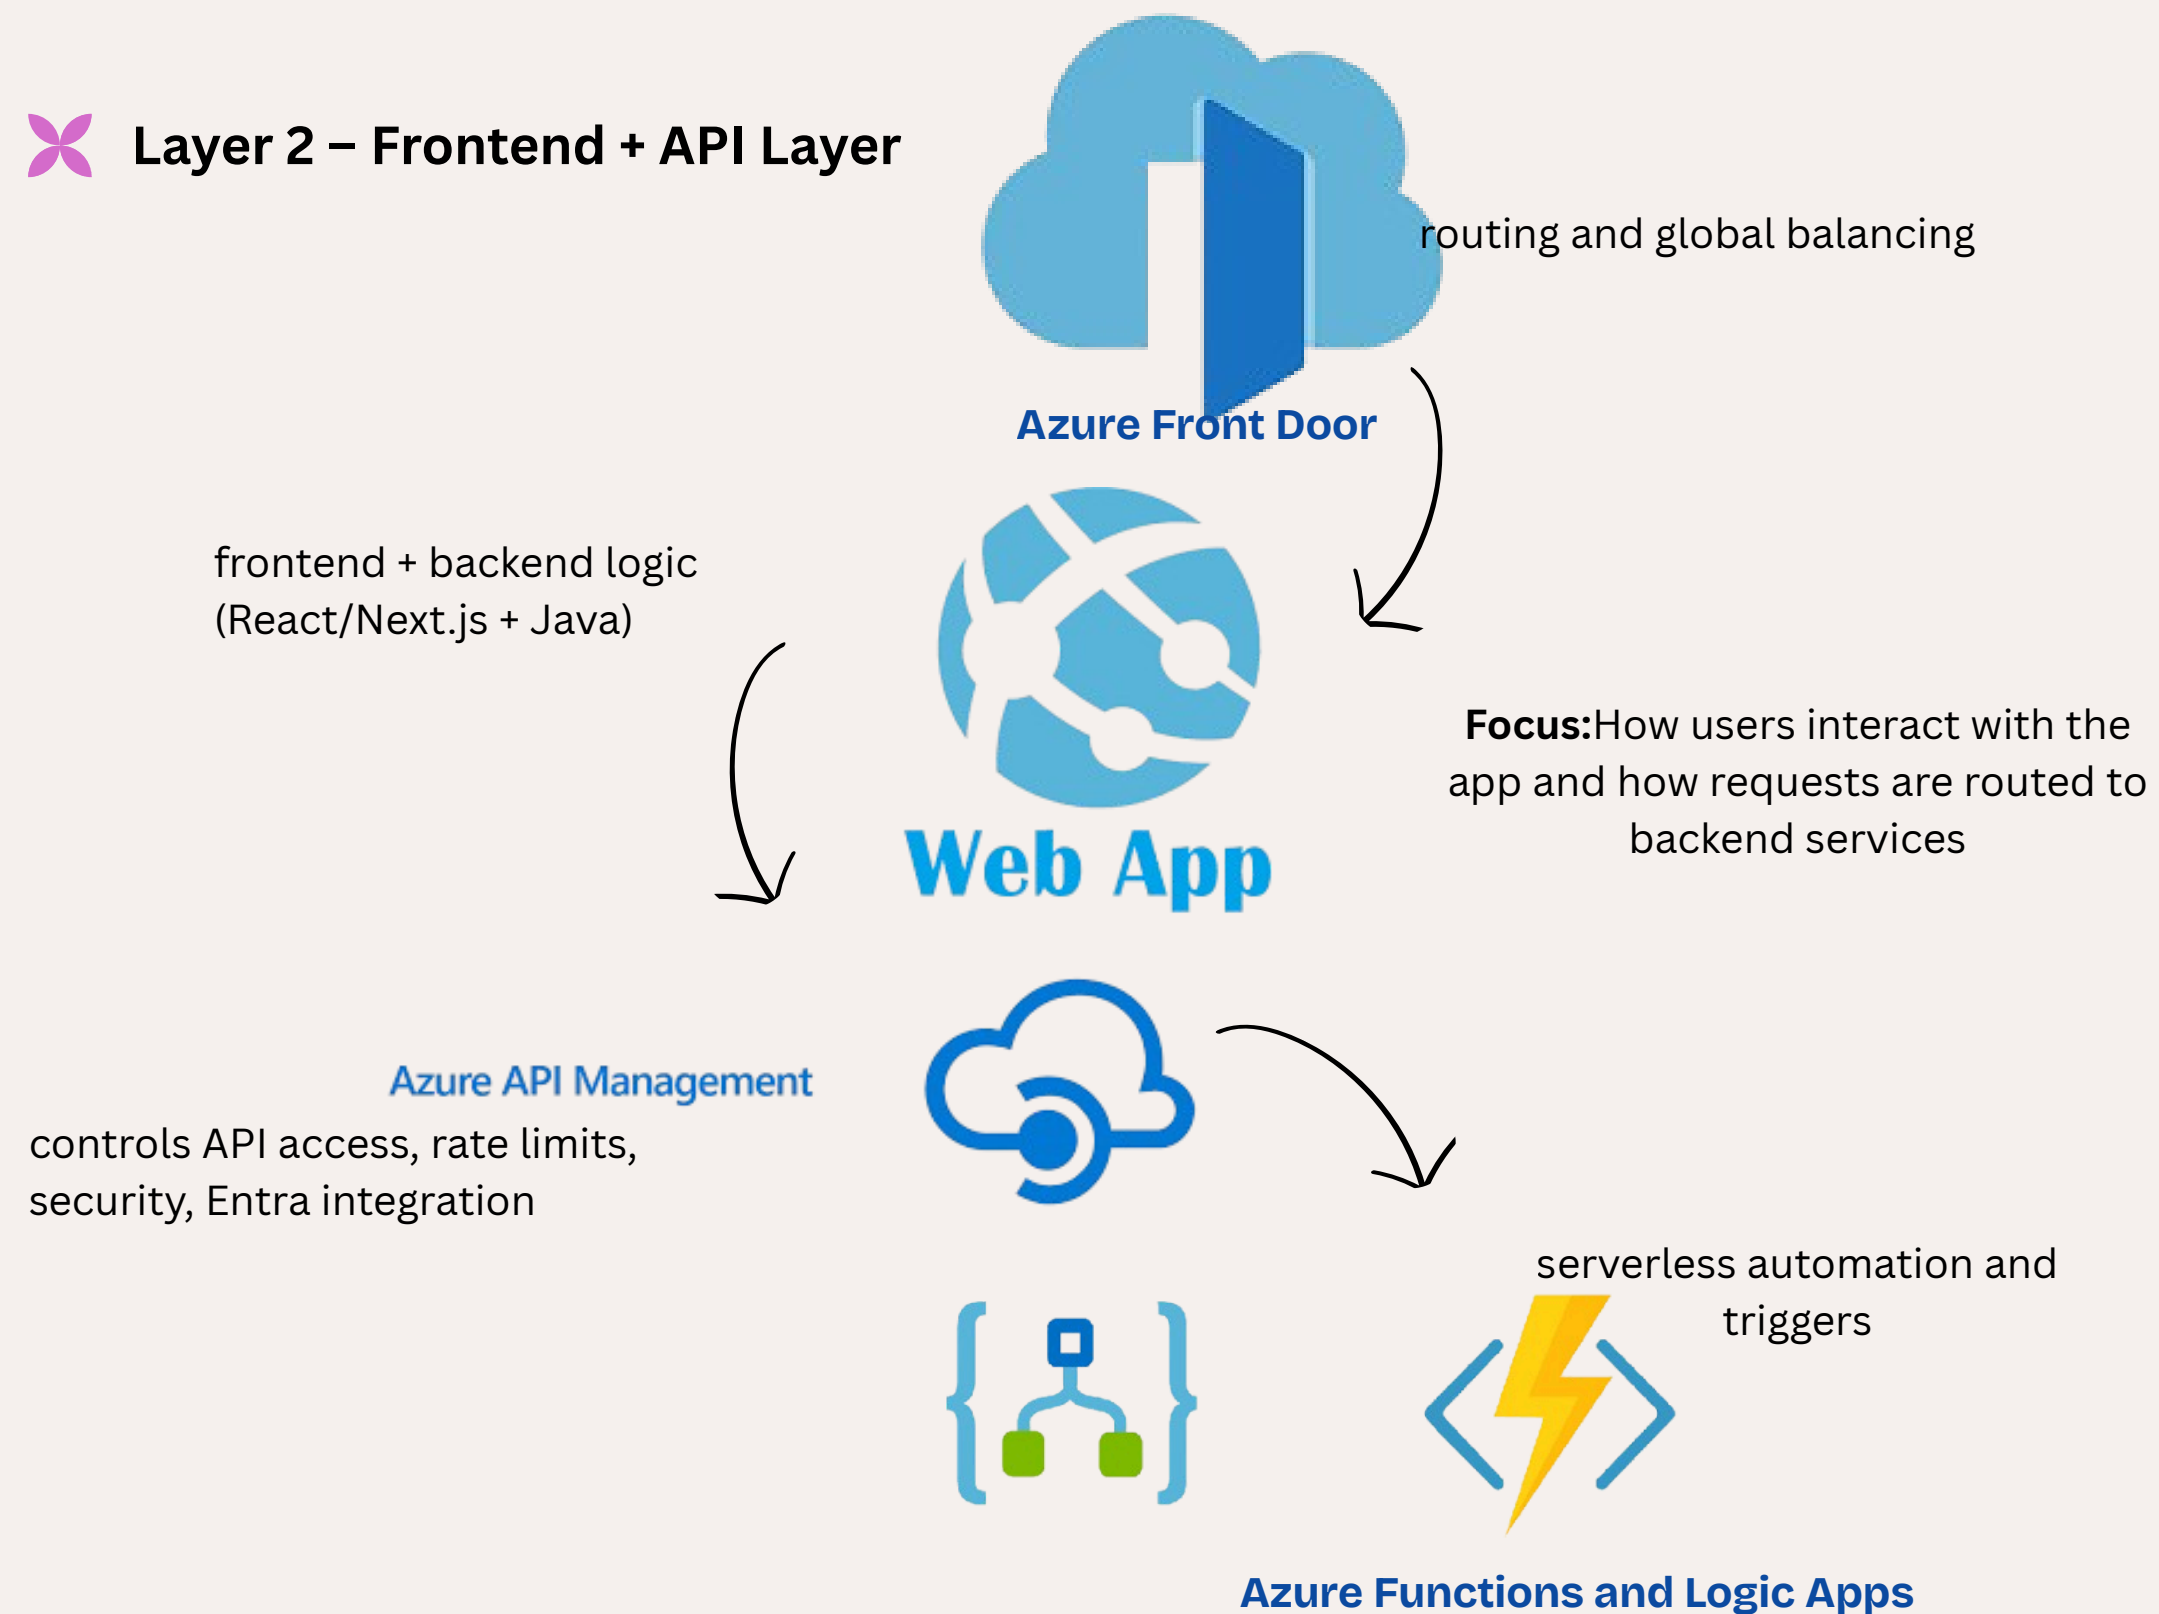 Layer 2 – Frontend + API Layer
routing and global balancing
Azure Front Door
frontend + backend logic
(React/Next.js + Java)
Focus:How users interact with the
app and how requests are routed to
backend services
Web App
Azure API Management
controls API access, rate limits,
security, Entra integration
serverless automation and
triggers
Azure Functions and Logic Apps